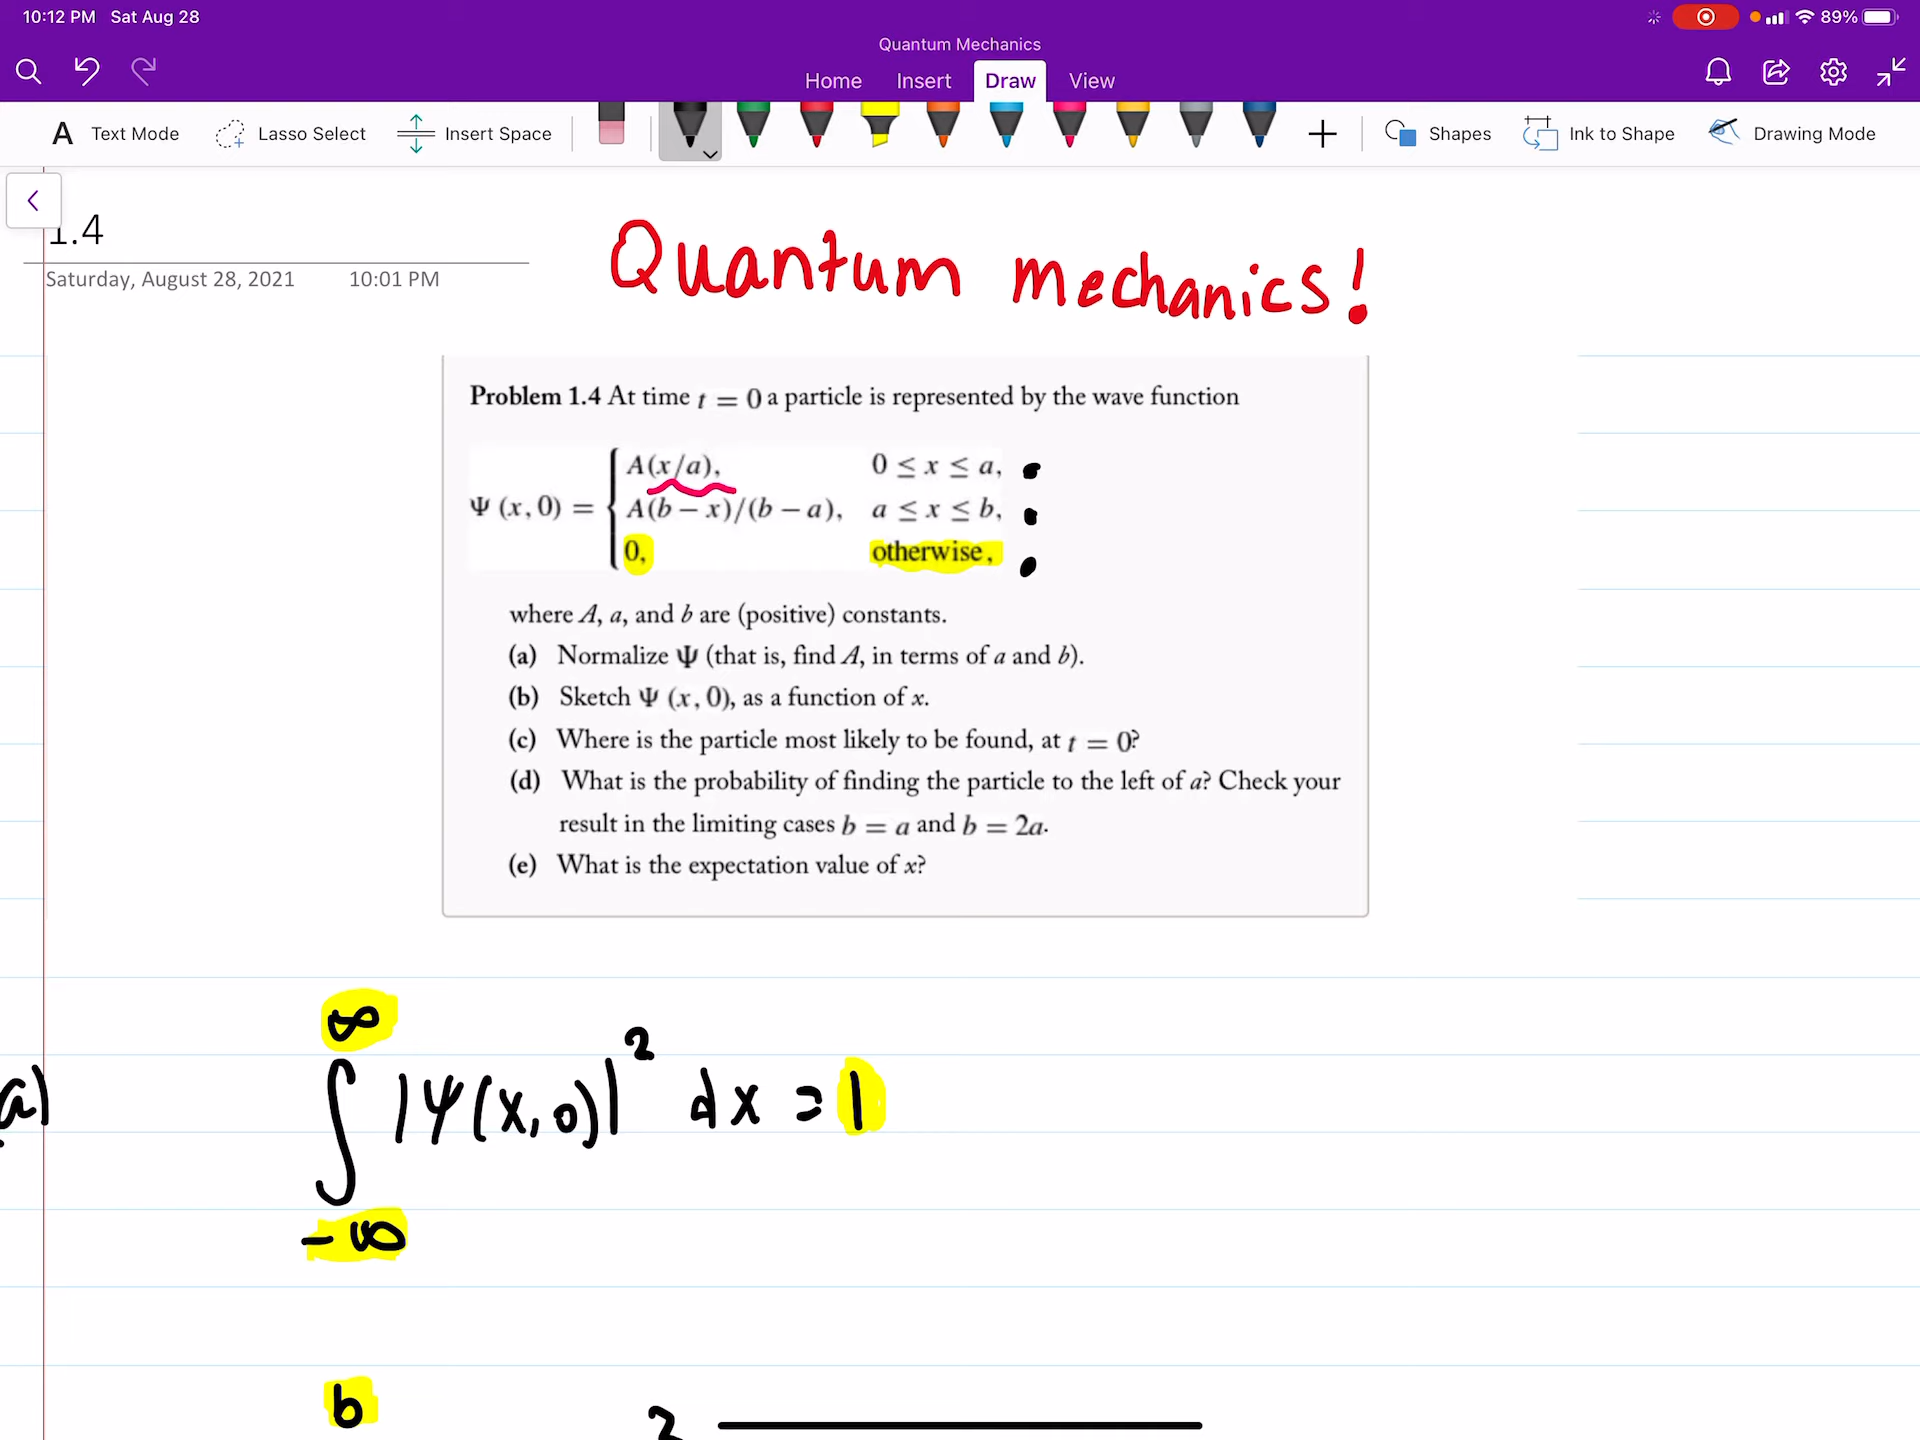 10:12 PM Sat Aug 28
89%
Quantum Mechanics
Home Insert Draw View
A Text Mode Lasso Select Insert Space Shapes Ink to Shape Drawing Mode
1.4
Saturday, August 28, 2021 10:01 PM
Quantum mechanics!
Problem 1.4 At time t = 0 a particle is represented by the wave function
Ψ (x, 0) = { A(x/a), 0 ≤ x ≤ a,
A(b − x)/(b − a), a ≤ x ≤ b,
0, otherwise,
where A, a, and b are (positive) constants.
(a) Normalize Ψ (that is, find A, in terms of a and b).
(b) Sketch Ψ (x, 0), as a function of x.
(c) Where is the particle most likely to be found, at t = 0?
(d) What is the probability of finding the particle to the left of a? Check your
result in the limiting cases b = a and b = 2a.
(e) What is the expectation value of x?
a) ∫_{-∞}^{∞} |Ψ(x,0)|² dx = 1
b 2